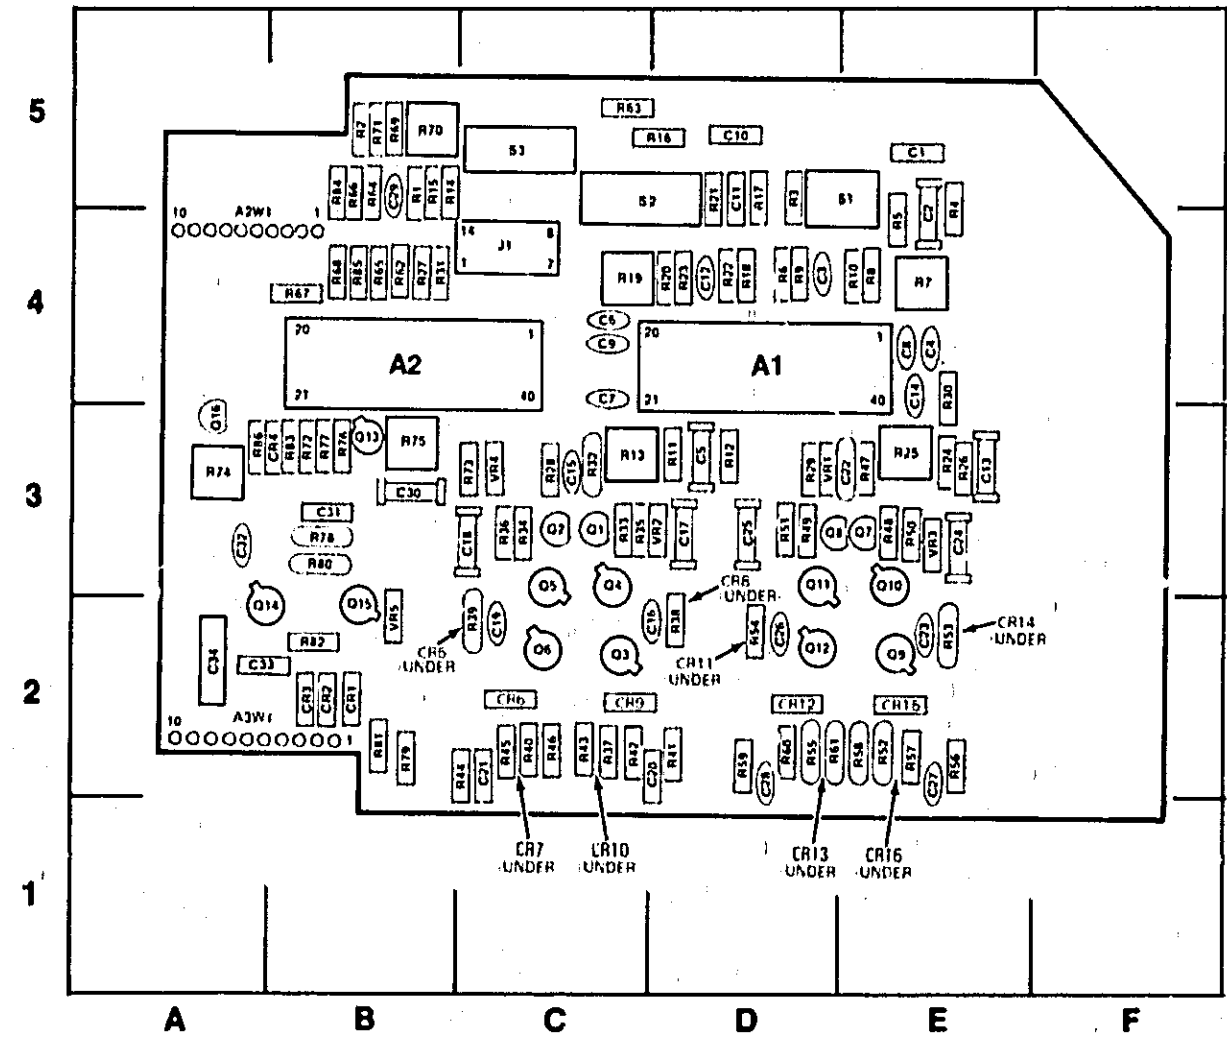 5
R63
R16
C10
R2
R71
R69
R70
S3
C1
R84
R66
R64
C29
R1
R15
R14
S2
R21
C11
R17
R3
S1
R5
C2
R4
10
A2W1
1
14
8
J1
1
7
R68
R85
R65
R62
R27
R31
R19
R20
R23
C12
R22
R18
R6
R9
C3
R10
R8
R7
4
R67
C6
C9
20
1
A2
21
40
20
1
A1
21
40
C8
C4
C7
C14
R30
Q16
R86
CR4
R83
R72
R77
R76
Q13
R75
R74
R73
VR4
R28
C15
R32
R13
R11
C5
R12
R29
VR1
C22
R47
R25
R24
R26
C13
3
C30
C31
R78
C32
R80
C18
R36
R34
Q2
Q1
R33
R35
VR2
C17
C25
R51
R49
Q8
Q7
R48
R50
VR3
C24
Q14
Q15
VR5
Q5
Q4
CR8
UNDER
Q11
Q10
R39
C19
C16
R38
R54
C26
C23
R53
CR14
UNDER
CR5
UNDER
Q6
Q3
CR11
UNDER
Q12
Q9
C34
R82
C33
2
CR3
CR2
CR1
CR6
CR9
CR12
CR15
10
A3W1
1
R81
R79
R44
C21
R45
R40
R46
R43
R37
R42
C20
R41
R59
C28
R60
R55
R61
R58
R52
R57
C27
R56
CR7
UNDER
CR10
UNDER
CR13
UNDER
CR16
UNDER
1
A
B
C
D
E
F